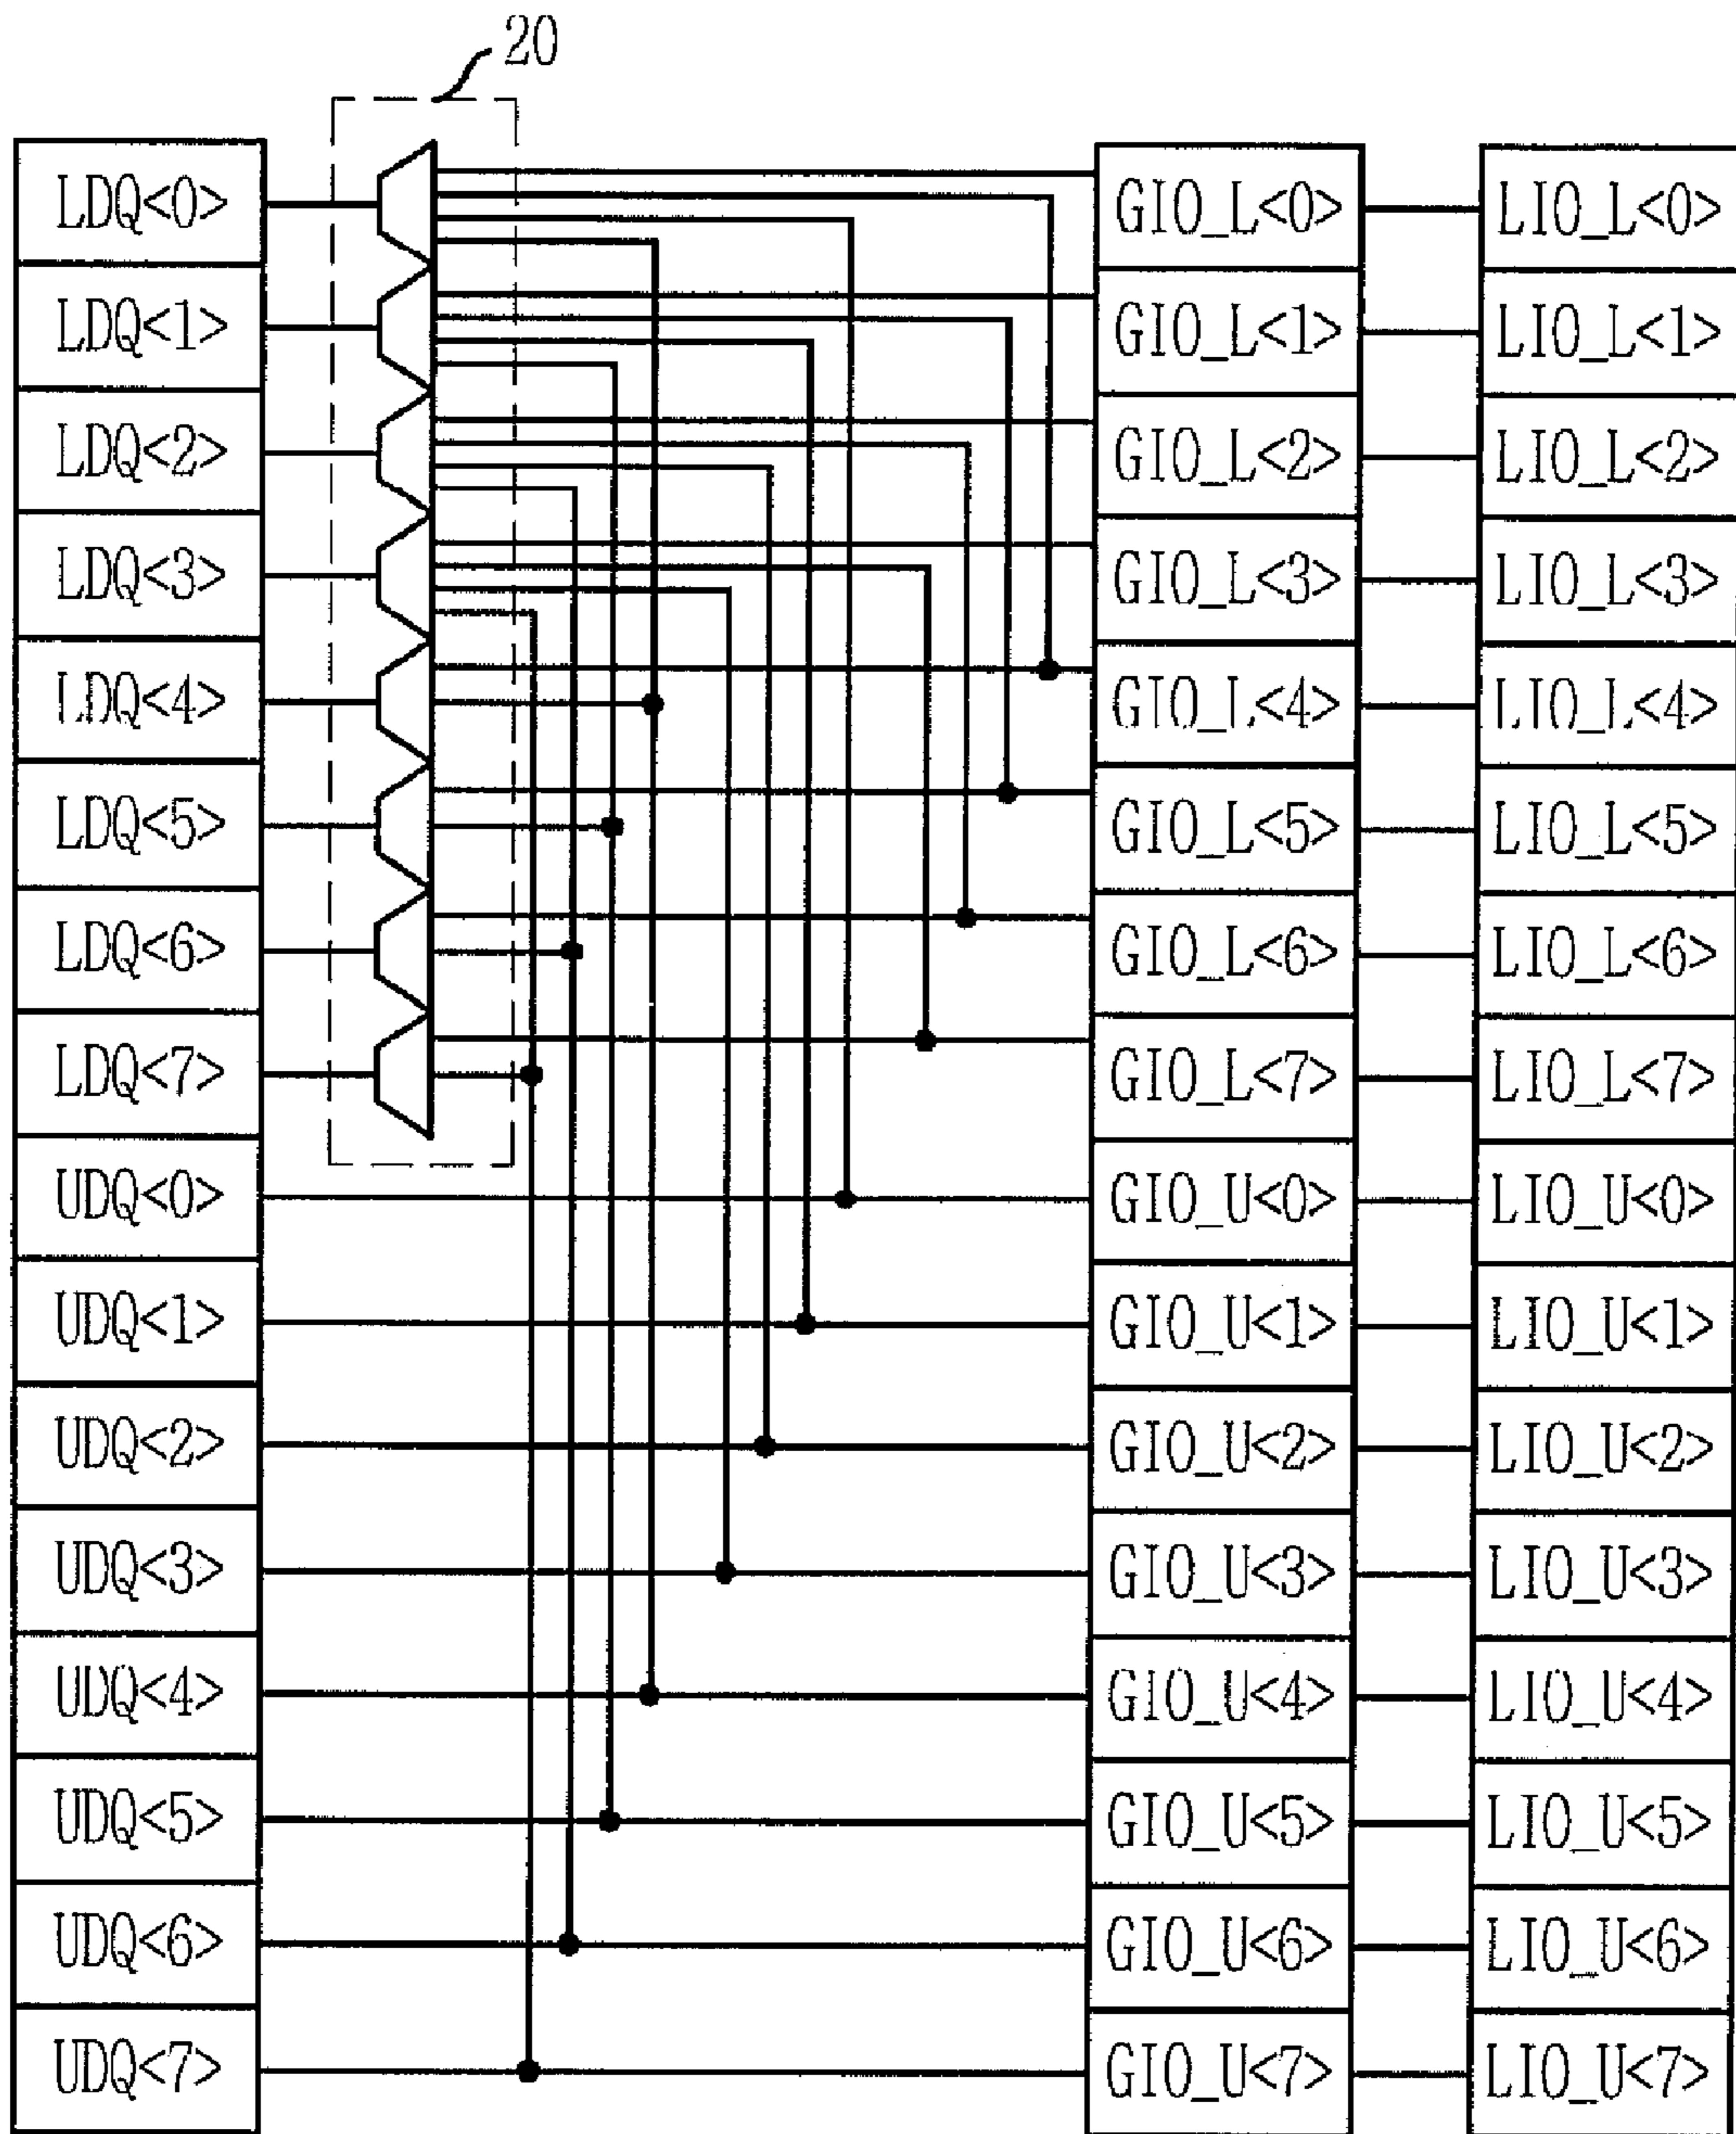 20
LDQ<0> GIO_L<0> LIO_L<0>
LDQ<1> GIO_L<1> LIO_L<1>
LDQ<2> GIO_L<2> LIO_L<2>
LDQ<3> GIO_L<3> LIO_L<3>
LDQ<4> GIO_L<4> LIO_L<4>
LDQ<5> GIO_L<5> LIO_L<5>
LDQ<6> GIO_L<6> LIO_L<6>
LDQ<7> GIO_L<7> LIO_L<7>
UDQ<0> GIO_U<0> LIO_U<0>
UDQ<1> GIO_U<1> LIO_U<1>
UDQ<2> GIO_U<2> LIO_U<2>
UDQ<3> GIO_U<3> LIO_U<3>
UDQ<4> GIO_U<4> LIO_U<4>
UDQ<5> GIO_U<5> LIO_U<5>
UDQ<6> GIO_U<6> LIO_U<6>
UDQ<7> GIO_U<7> LIO_U<7>